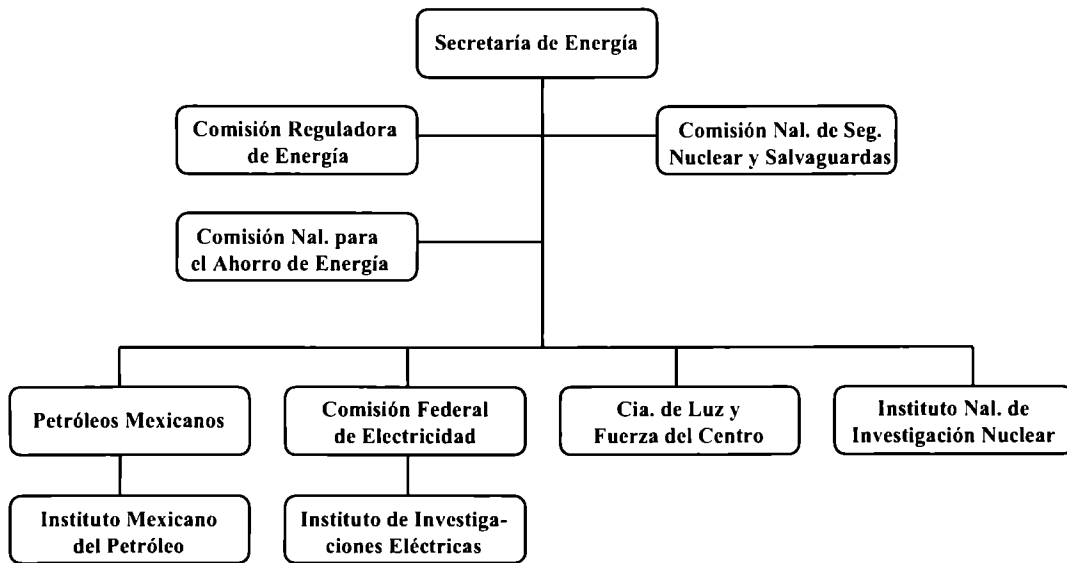 Secretaría de Energía
Comisión Reguladora
de Energía
Comisión Nal. de Seg.
Nuclear y Salvaguardas
Comisión Nal. para
el Ahorro de Energía
Petróleos Mexicanos
Comisión Federal
de Electricidad
Cia. de Luz y
Fuerza del Centro
Instituto Nal. de
Investigación Nuclear
Instituto Mexicano
del Petróleo
Instituto de Investiga-
ciones Eléctricas